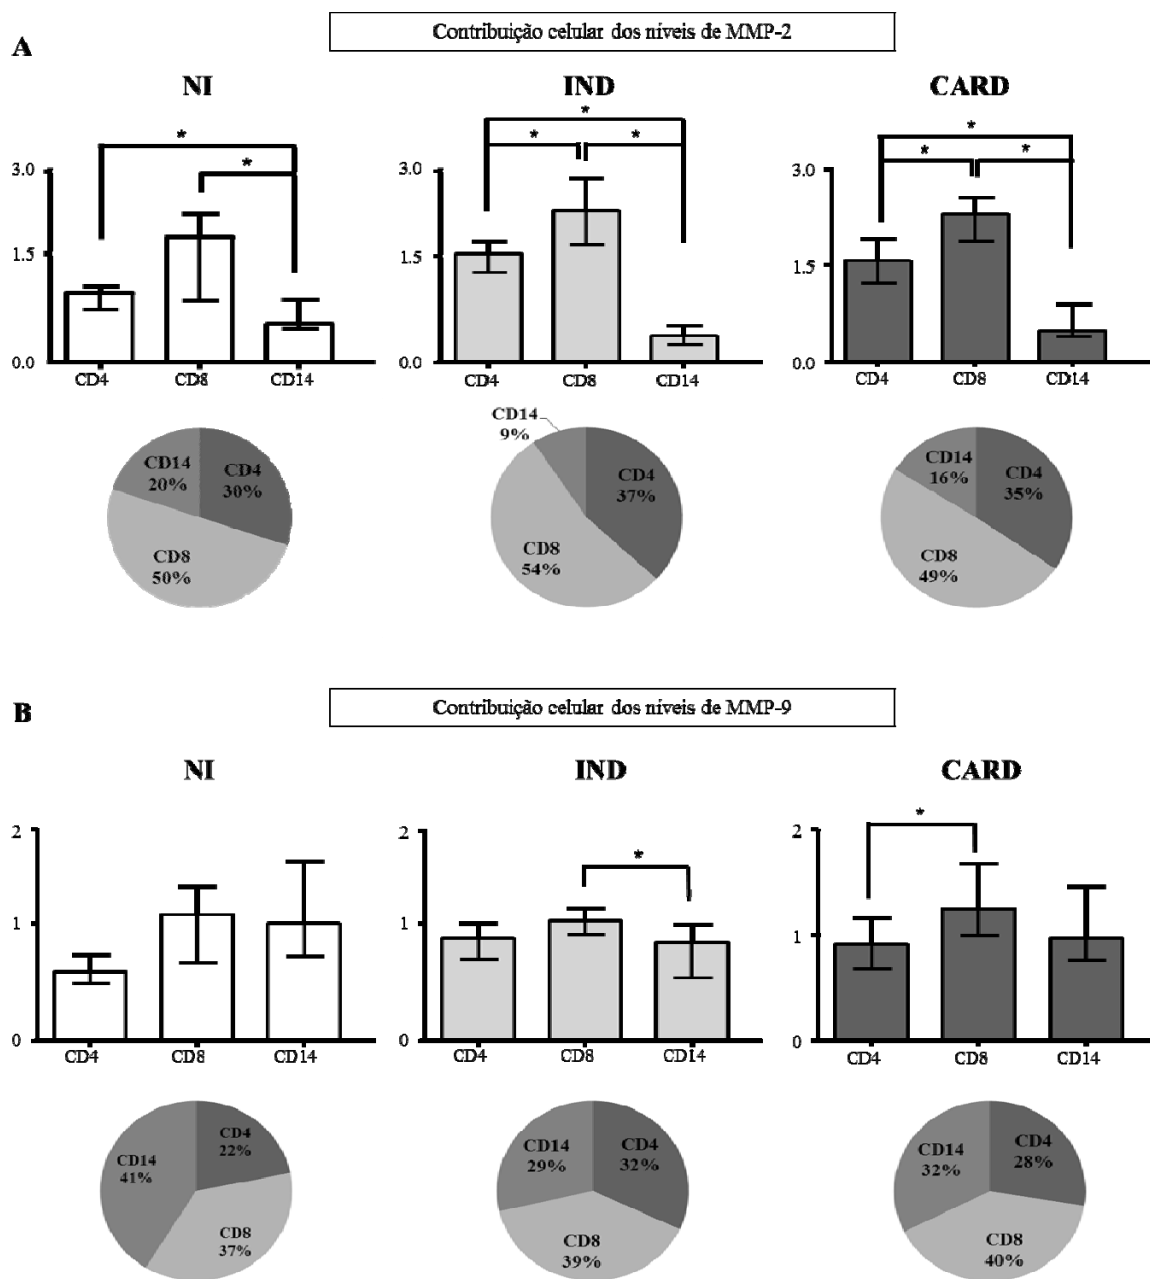 A
Contribuição celular dos níveis de MMP-2
NI
IND
CARD
*
*
*
*
*
*
*
*
3.0
1.5
0.0
CD4
CD8
CD14
3.0
1.5
0.0
CD4
CD8
CD14
3.0
1.5
0.0
CD4
CD8
CD14
CD14
20%
CD4
30%
CD8
50%
CD14
9%
CD4
37%
CD8
54%
CD14
16%
CD4
35%
CD8
49%
B
Contribuição celular dos níveis de MMP-9
NI
IND
CARD
*
*
2
1
0
CD4
CD8
CD14
2
1
0
CD4
CD8
CD14
2
1
0
CD4
CD8
CD14
CD4
22%
CD14
41%
CD8
37%
CD14
29%
CD4
32%
CD8
39%
CD14
32%
CD4
28%
CD8
40%